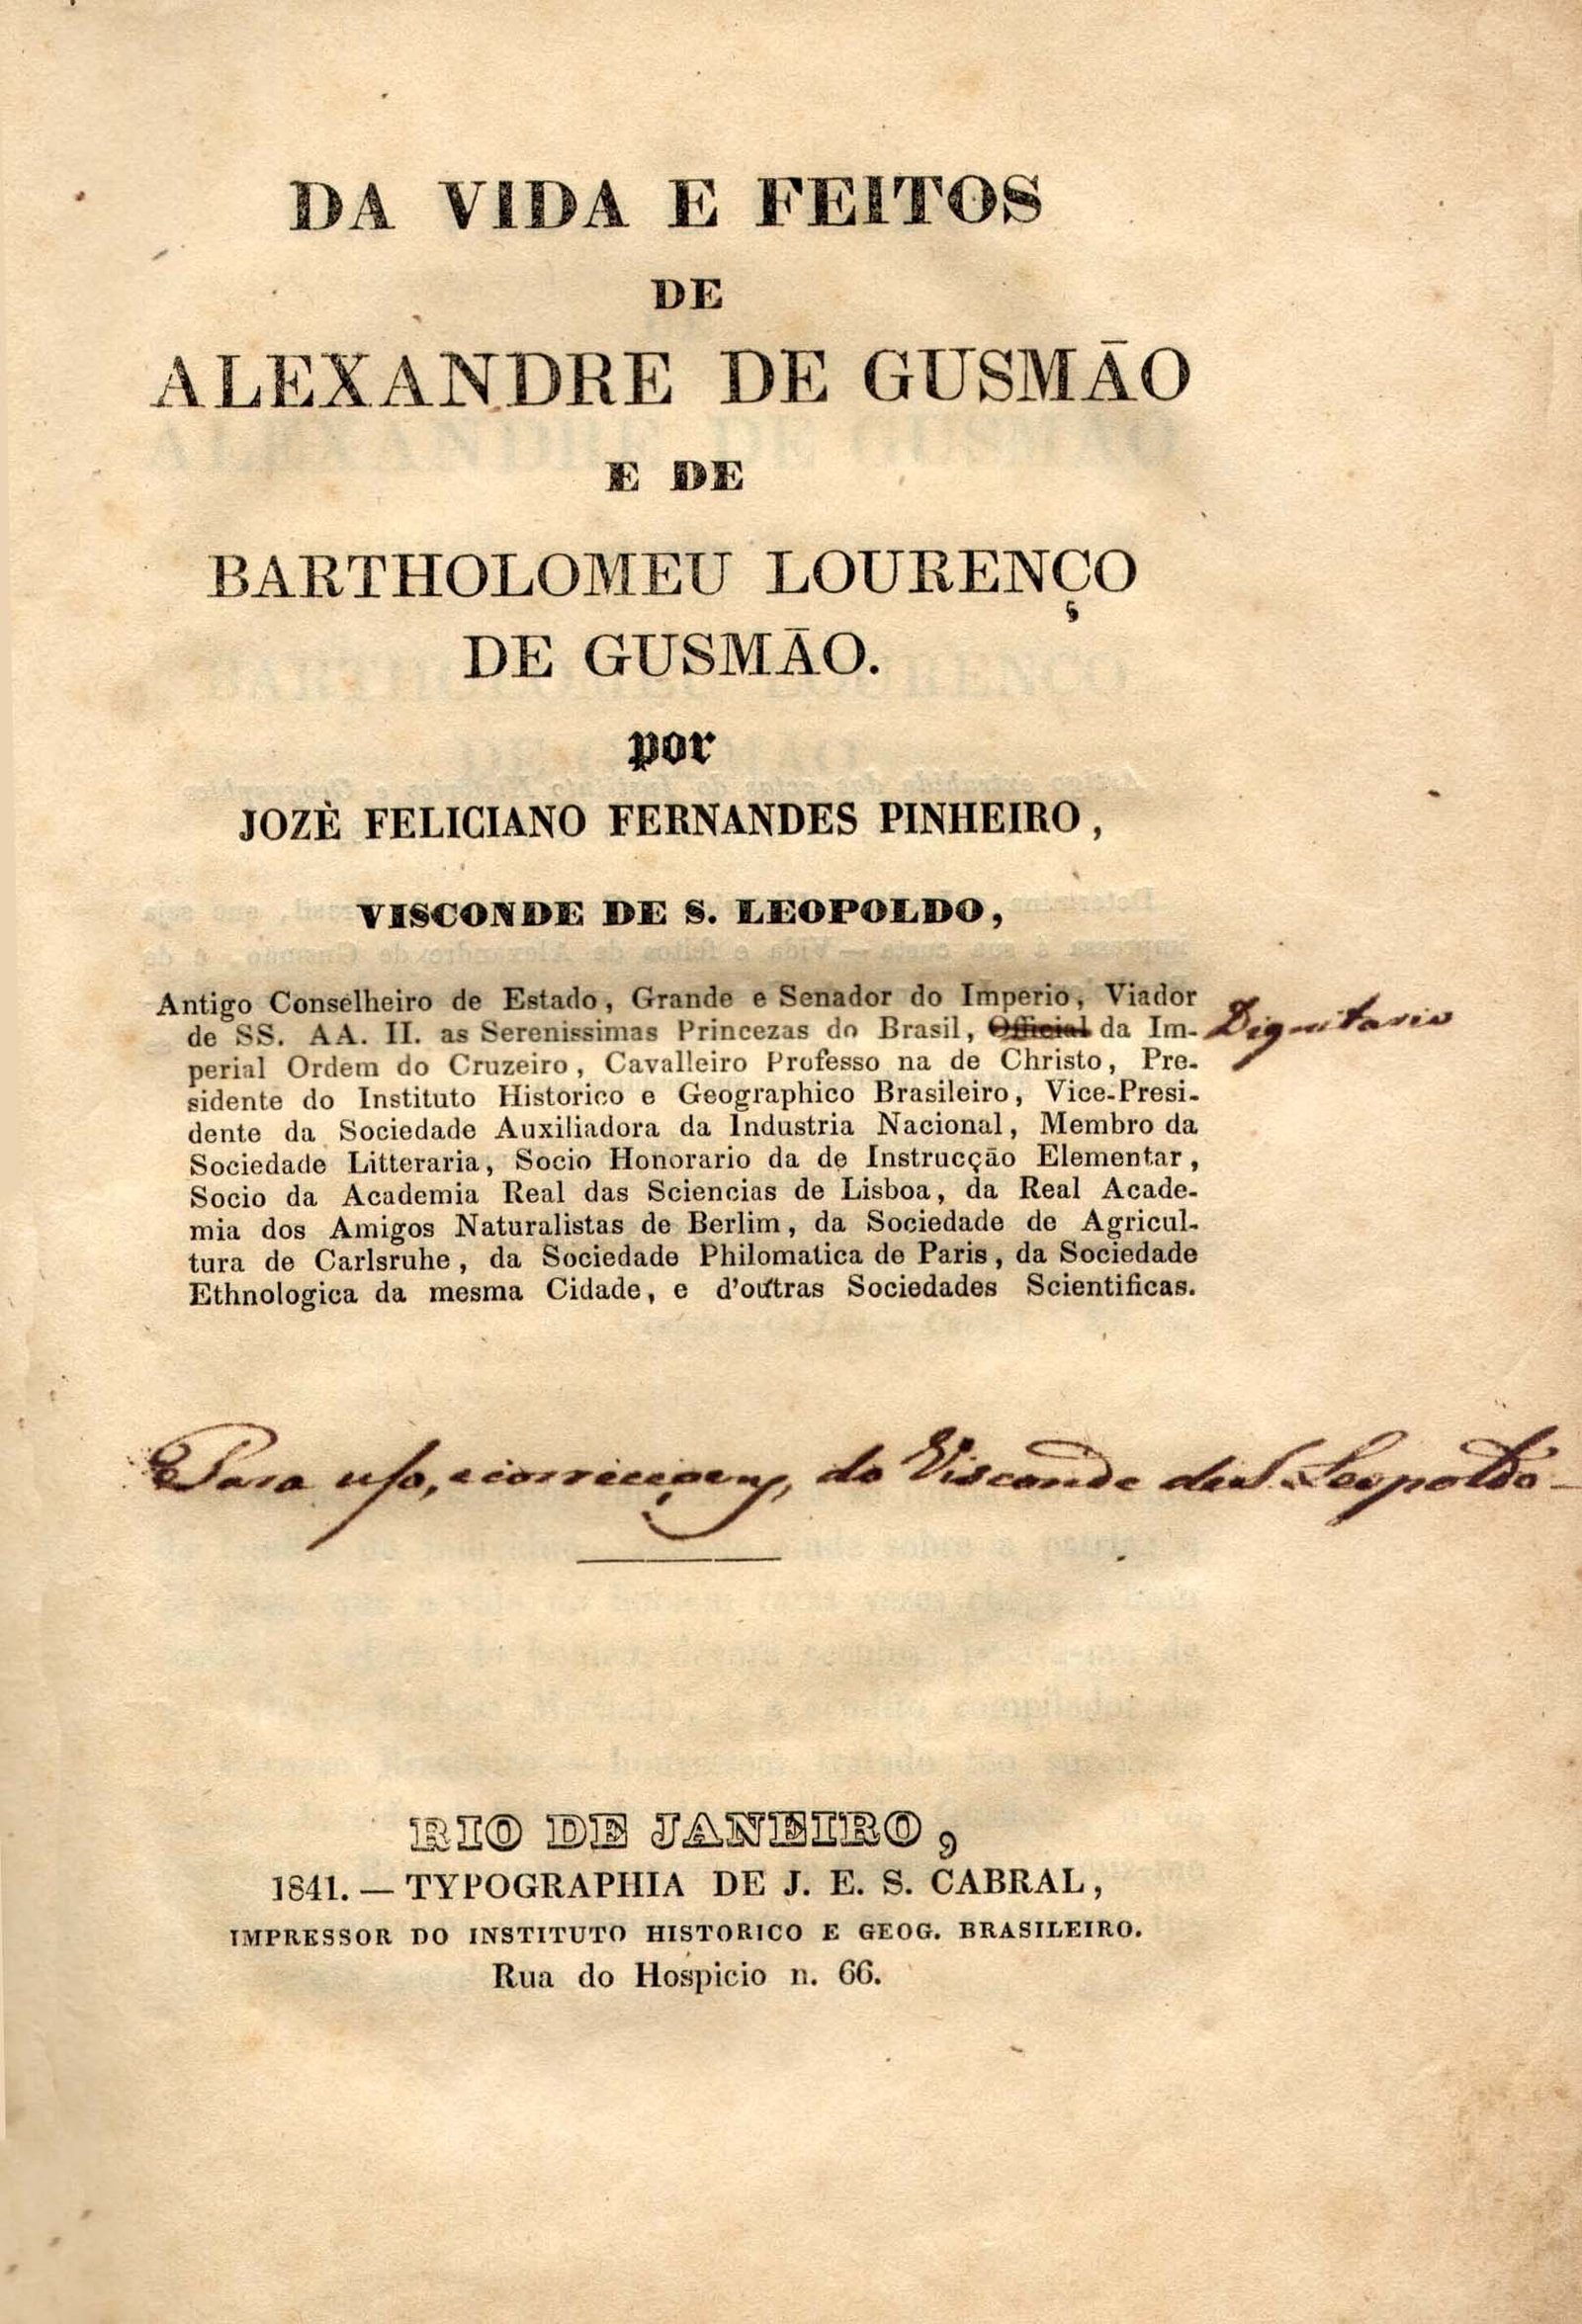 DA VIDA E FEITOS
DE
ALEXANDRE DE GUSMÃO
E DE
BARTHOLOMEU LOURENÇO
DE GUSMÃO.
por
JOZÈ FELICIANO FERNANDES PINHEIRO,
VISCONDE DE S. LEOPOLDO,
Antigo Conselheiro de Estado, Grande e Senador do Imperio, Viador
de SS. AA. II. as Serenissimas Princezas do Brasil, Official da Im- Dignitario
perial Ordem do Cruzeiro, Cavalleiro Professo na de Christo, Pre-
sidente do Instituto Historico e Geographico Brasileiro, Vice-Presi-
dente da Sociedade Auxiliadora da Industria Nacional, Membro da
Sociedade Litteraria, Socio Honorario da de Instrucção Elementar,
Socio da Academia Real das Sciencias de Lisboa, da Real Acade-
mia dos Amigos Naturalistas de Berlim, da Sociedade de Agricul-
tura de Carlsruhe, da Sociedade Philomatica de Paris, da Sociedade
Ethnologica da mesma Cidade, e d'outras Sociedades Scientificas.
Para uso, e correcçoens, do Visconde de S. Leopoldo
RIO DE JANEIRO,
1841. — TYPOGRAPHIA DE J. E. S. CABRAL,
IMPRESSOR DO INSTITUTO HISTORICO E GEOG. BRASILEIRO.
Rua do Hospicio n. 66.